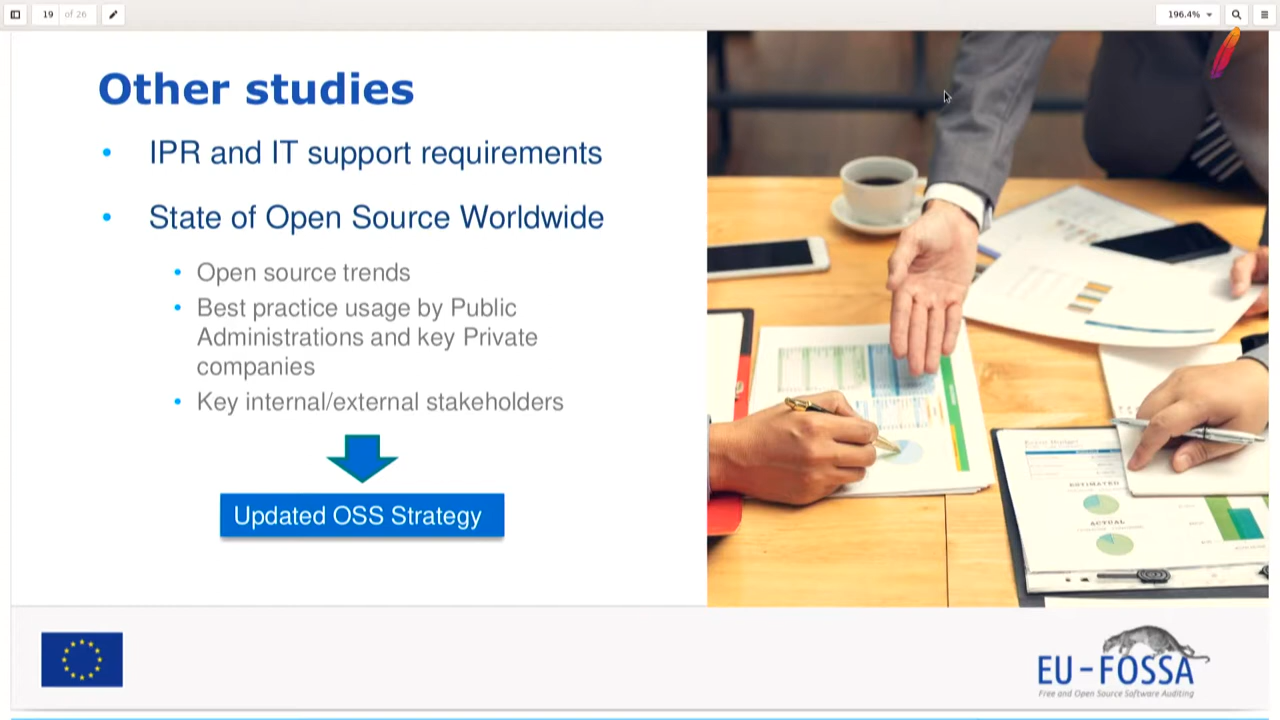 19 of 26
196.4%
Other studies
• IPR and IT support requirements
• State of Open Source Worldwide
• Open source trends
• Best practice usage by Public
Administrations and key Private
companies
• Key internal/external stakeholders
Updated OSS Strategy
ESTIMATED
ACTUAL
EU-FOSSA
Free and Open Source Software Auditing